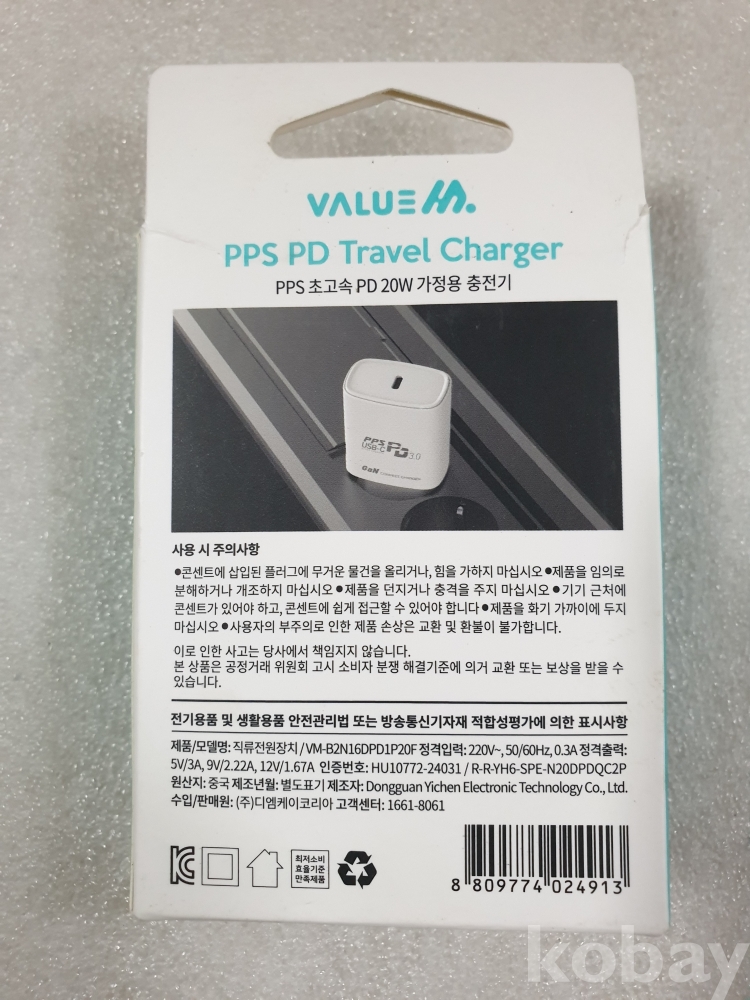 VALUEM.
PPS PD Travel Charger
PPS 초고속 PD 20W 가정용 충전기
PPS
USB-C PD 3.0
GaN
사용 시 주의사항
●콘센트에 삽입된 플러그에 무거운 물건을 올리거나, 힘을 가하지 마십시오 ●제품을 임의로
분해하거나 개조하지 마십시오 ●제품을 던지거나 충격을 주지 마십시오 ●기기 근처에
콘센트가 있어야 하고, 콘센트에 쉽게 접근할 수 있어야 합니다 ●제품을 화기 가까이에 두지
마십시오 ●사용자의 부주의로 인한 제품 손상은 교환 및 환불이 불가합니다.
이로 인한 사고는 당사에서 책임지지 않습니다.
본 상품은 공정거래 위원회 고시 소비자 분쟁 해결기준에 의거 교환 또는 보상을 받을 수
있습니다.
전기용품 및 생활용품 안전관리법 또는 방송통신기자재 적합성평가에 의한 표시사항
제품/모델명: 직류전원장치 / VM-B2N16DPD1P20F 정격입력: 220V~, 50/60Hz, 0.3A 정격출력:
5V/3A, 9V/2.22A, 12V/1.67A 인증번호: HU10772-24031 / R-R-YH6-SPE-N20DPDQC2P
원산지: 중국 제조년월: 별도표기 제조자: Dongguan Yichen Electronic Technology Co., Ltd.
수입/판매원: (주)디엠케이코리아 고객센터: 1661-8061
최저소비
효율기준
만족제품
8 809774 024913
kobay